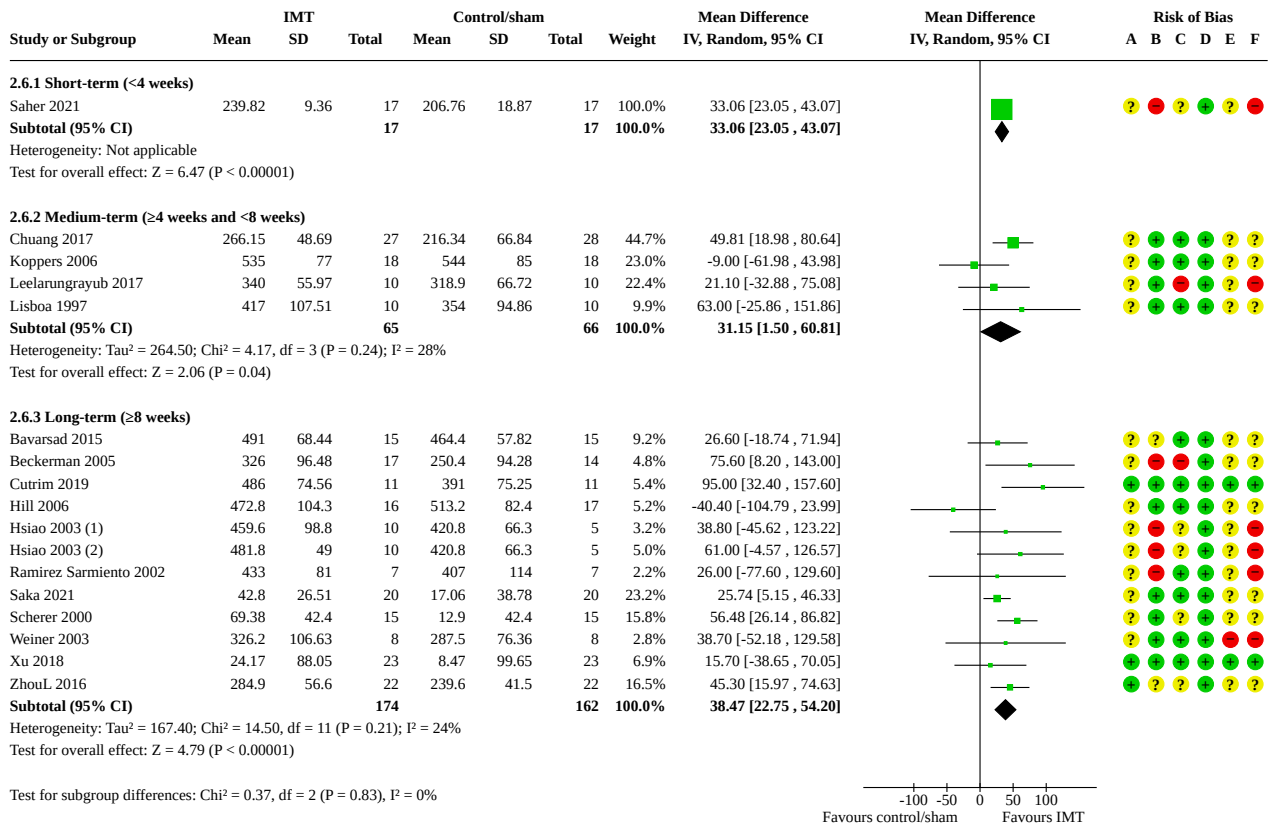 IMT Control/sham Mean Difference Mean Difference Risk of Bias
Study or Subgroup Mean SD Total Mean SD Total Weight IV, Random, 95% CI IV, Random, 95% CI A B C D E F
2.6.1 Short-term (<4 weeks)
Saher 2021 239.82 9.36 17 206.76 18.87 17 100.0% 33.06 [23.05 , 43.07] ? − ? + ? −
Subtotal (95% CI) 17 17 100.0% 33.06 [23.05 , 43.07]
Heterogeneity: Not applicable
Test for overall effect: Z = 6.47 (P < 0.00001)
2.6.2 Medium-term (≥4 weeks and <8 weeks)
Chuang 2017 266.15 48.69 27 216.34 66.84 28 44.7% 49.81 [18.98 , 80.64] ? + + + ? ?
Koppers 2006 535 77 18 544 85 18 23.0% -9.00 [-61.98 , 43.98] ? + + + ? ?
Leelarungrayub 2017 340 55.97 10 318.9 66.72 10 22.4% 21.10 [-32.88 , 75.08] ? + − + ? −
Lisboa 1997 417 107.51 10 354 94.86 10 9.9% 63.00 [-25.86 , 151.86] ? + + + ? ?
Subtotal (95% CI) 65 66 100.0% 31.15 [1.50 , 60.81]
Heterogeneity: Tau² = 264.50; Chi² = 4.17, df = 3 (P = 0.24); I² = 28%
Test for overall effect: Z = 2.06 (P = 0.04)
2.6.3 Long-term (≥8 weeks)
Bavarsad 2015 491 68.44 15 464.4 57.82 15 9.2% 26.60 [-18.74 , 71.94] ? ? + + ? ?
Beckerman 2005 326 96.48 17 250.4 94.28 14 4.8% 75.60 [8.20 , 143.00] ? − − + ? ?
Cutrim 2019 486 74.56 11 391 75.25 11 5.4% 95.00 [32.40 , 157.60] + + + + + +
Hill 2006 472.8 104.3 16 513.2 82.4 17 5.2% -40.40 [-104.79 , 23.99] ? + + + ? ?
Hsiao 2003 (1) 459.6 98.8 10 420.8 66.3 5 3.2% 38.80 [-45.62 , 123.22] ? − ? + ? −
Hsiao 2003 (2) 481.8 49 10 420.8 66.3 5 5.0% 61.00 [-4.57 , 126.57] ? − ? + ? −
Ramirez Sarmiento 2002 433 81 7 407 114 7 2.2% 26.00 [-77.60 , 129.60] ? − + + ? −
Saka 2021 42.8 26.51 20 17.06 38.78 20 23.2% 25.74 [5.15 , 46.33] ? + + + ? ?
Scherer 2000 69.38 42.4 15 12.9 42.4 15 15.8% 56.48 [26.14 , 86.82] ? + ? + ? ?
Weiner 2003 326.2 106.63 8 287.5 76.36 8 2.8% 38.70 [-52.18 , 129.58] ? + + + − −
Xu 2018 24.17 88.05 23 8.47 99.65 23 6.9% 15.70 [-38.65 , 70.05] + + + + + +
ZhouL 2016 284.9 56.6 22 239.6 41.5 22 16.5% 45.30 [15.97 , 74.63] + ? ? + ? ?
Subtotal (95% CI) 174 162 100.0% 38.47 [22.75 , 54.20]
Heterogeneity: Tau² = 167.40; Chi² = 14.50, df = 11 (P = 0.21); I² = 24%
Test for overall effect: Z = 4.79 (P < 0.00001)
Test for subgroup differences: Chi² = 0.37, df = 2 (P = 0.83), I² = 0%
-100 -50 0 50 100
Favours control/sham Favours IMT